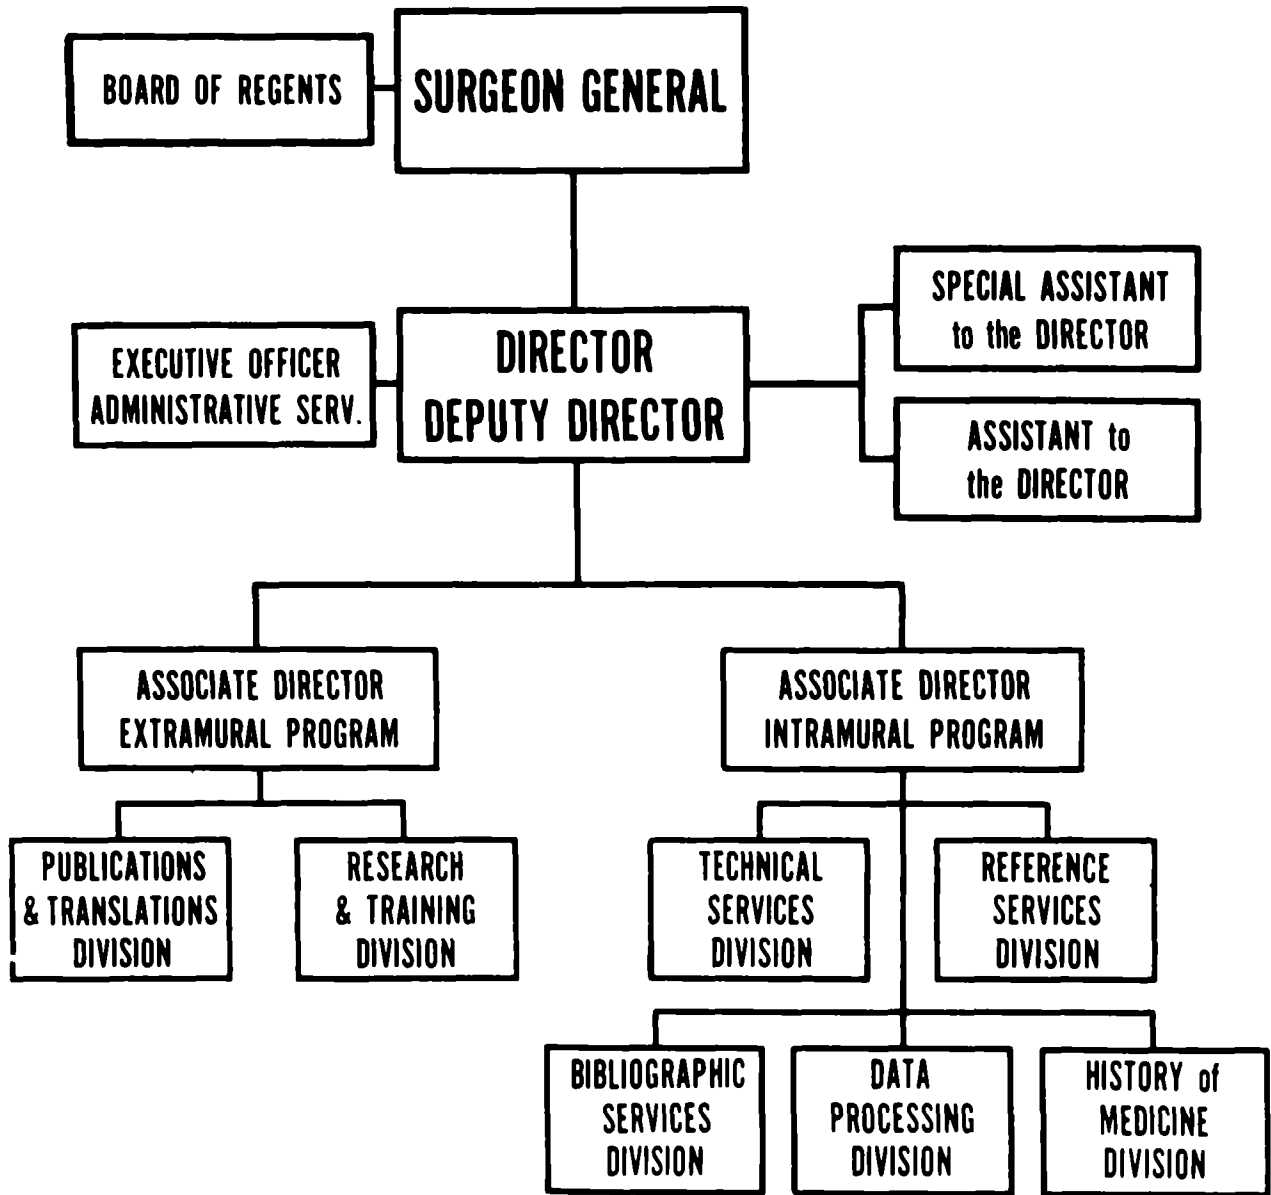 BOARD OF REGENTS
SURGEON GENERAL
EXECUTIVE OFFICER
ADMINISTRATIVE SERV.
DIRECTOR
DEPUTY DIRECTOR
SPECIAL ASSISTANT
to the DIRECTOR
ASSISTANT to
the DIRECTOR
ASSOCIATE DIRECTOR
EXTRAMURAL PROGRAM
ASSOCIATE DIRECTOR
INTRAMURAL PROGRAM
PUBLICATIONS
& TRANSLATIONS
DIVISION
RESEARCH
& TRAINING
DIVISION
TECHNICAL
SERVICES
DIVISION
REFERENCE
SERVICES
DIVISION
BIBLIOGRAPHIC
SERVICES
DIVISION
DATA
PROCESSING
DIVISION
HISTORY of
MEDICINE
DIVISION